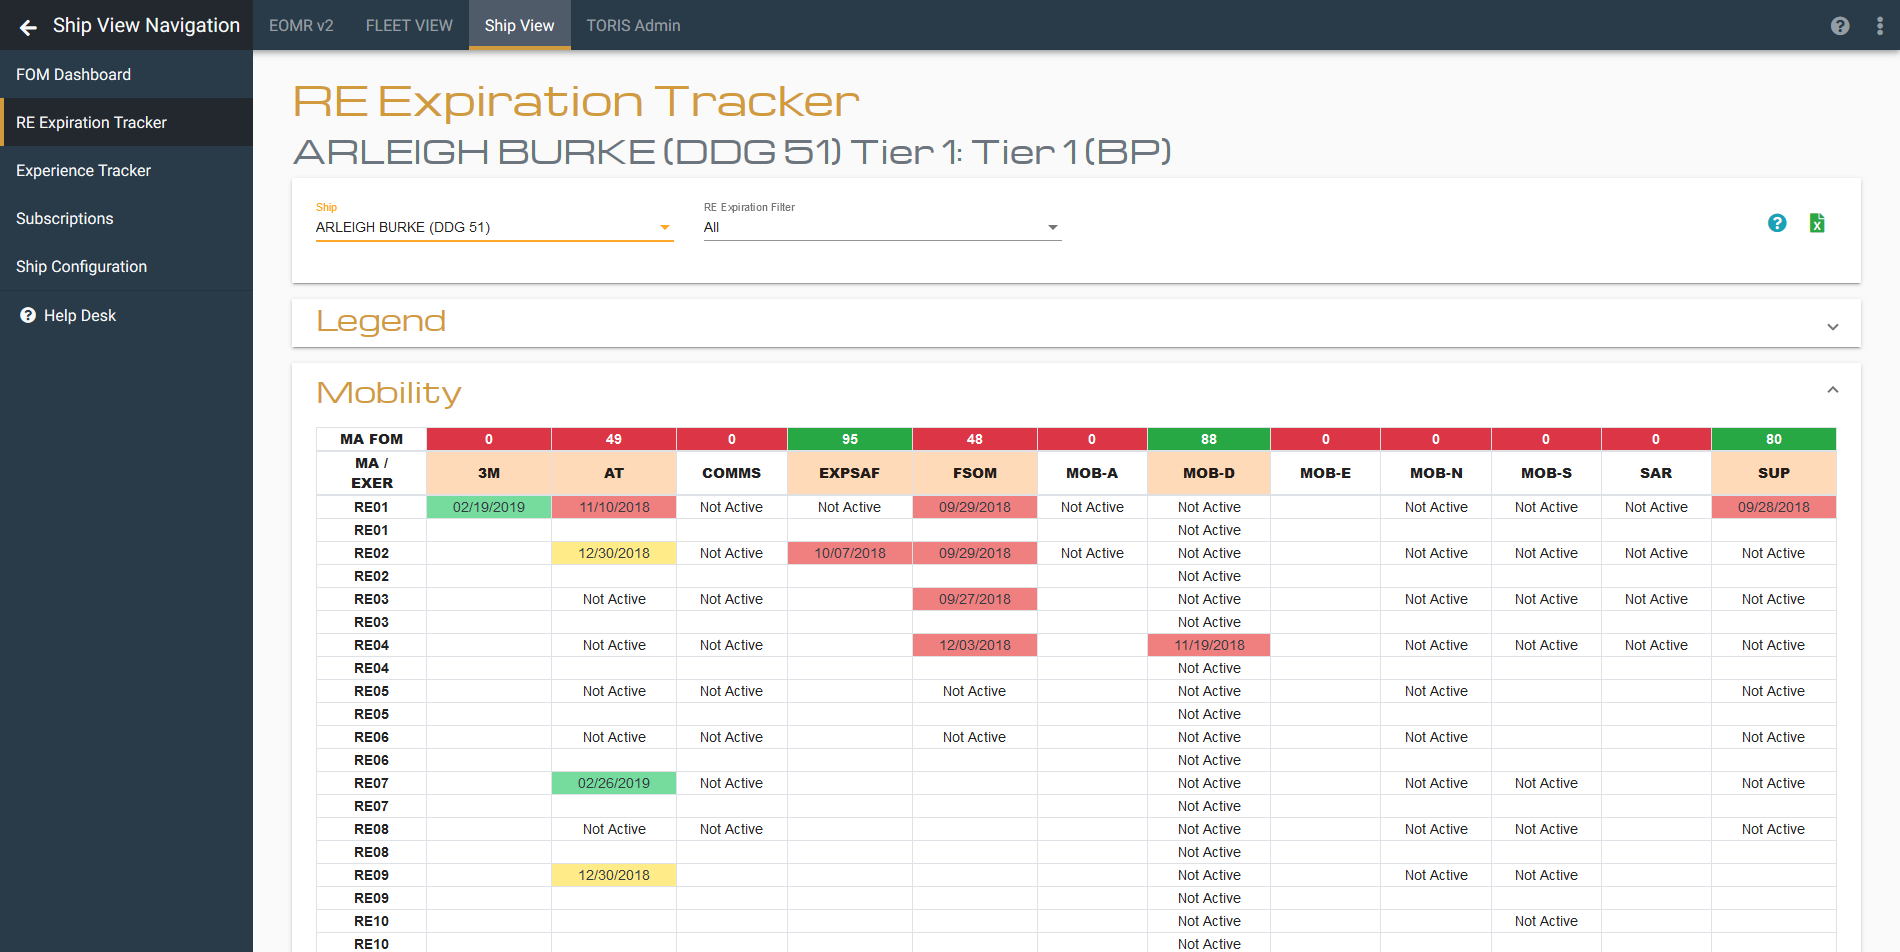 Ship View Navigation EOMR v2 FLEET VIEW Ship View TORIS Admin
FOM Dashboard
RE Expiration Tracker
Experience Tracker
Subscriptions
Ship Configuration
Help Desk
RE Expiration Tracker
ARLEIGH BURKE (DDG 51) Tier 1: Tier 1 (BP)
Ship RE Expiration Filter
ARLEIGH BURKE (DDG 51) All
Legend
Mobility
MA FOM 0 49 0 95 48 0 88 0 0 0 0 80
MA / EXER 3M AT COMMS EXPSAF FSOM MOB-A MOB-D MOB-E MOB-N MOB-S SAR SUP
RE01 02/19/2019 11/10/2018 Not Active Not Active 09/29/2018 Not Active Not Active Not Active Not Active Not Active 09/28/2018
RE01 Not Active
RE02 12/30/2018 Not Active 10/07/2018 09/29/2018 Not Active Not Active Not Active Not Active Not Active Not Active
RE02 Not Active
RE03 Not Active Not Active 09/27/2018 Not Active Not Active Not Active Not Active Not Active
RE03 Not Active
RE04 Not Active Not Active 12/03/2018 11/19/2018 Not Active Not Active Not Active Not Active
RE04 Not Active
RE05 Not Active Not Active Not Active Not Active Not Active Not Active
RE05 Not Active
RE06 Not Active Not Active Not Active Not Active Not Active Not Active
RE06 Not Active
RE07 02/26/2019 Not Active Not Active Not Active Not Active Not Active
RE07 Not Active
RE08 Not Active Not Active Not Active Not Active Not Active Not Active
RE08 Not Active
RE09 12/30/2018 Not Active Not Active Not Active
RE09 Not Active
RE10 Not Active Not Active
RE10 Not Active